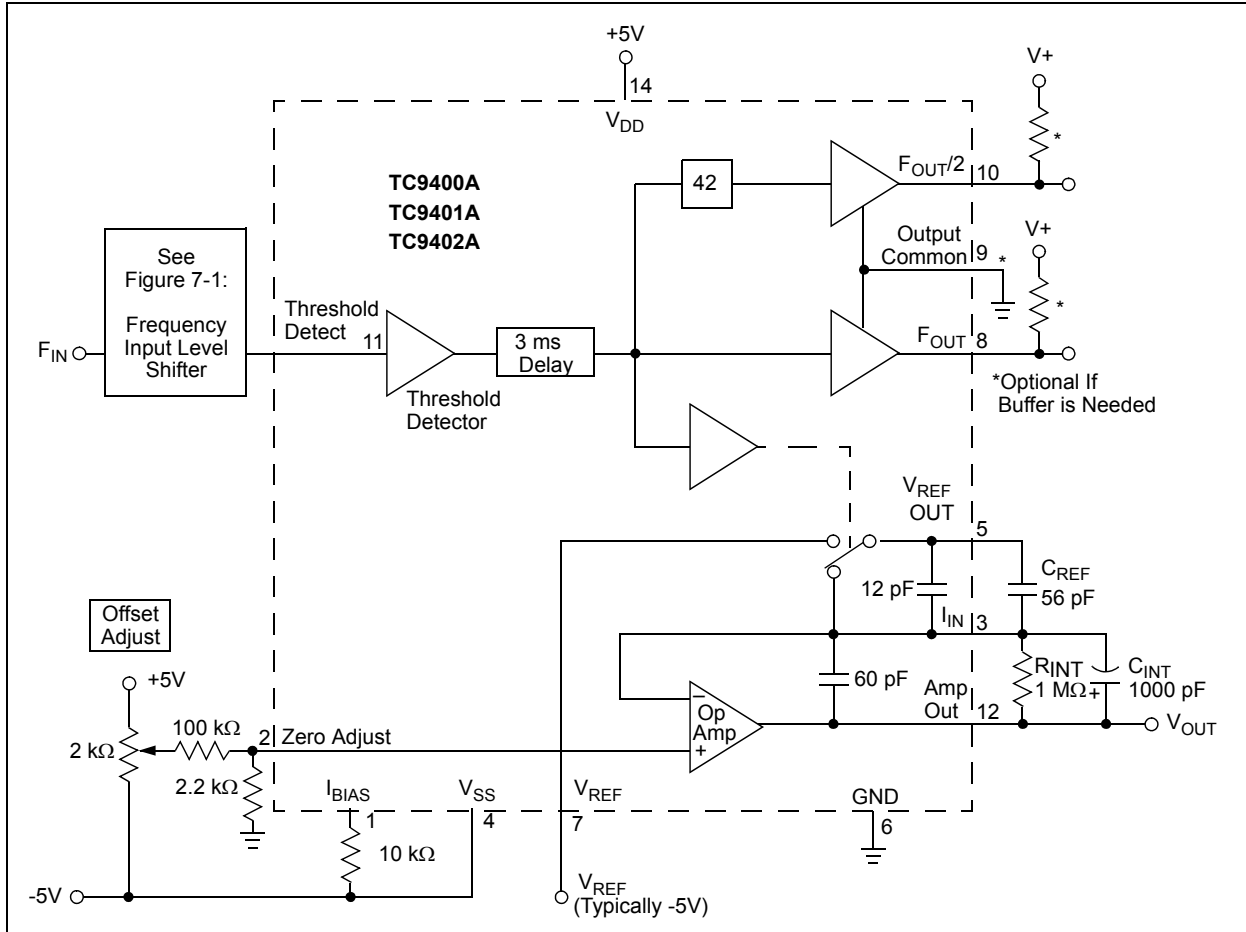 +5V
14
V+
VDD
*
TC9400A
TC9401A
TC9402A
42
FOUT/2
10
See
Figure 7-1:
Frequency
Input Level
Shifter
Output
Common
9
*
V+
*
Threshold
Detect
11
FIN
3 ms
Delay
FOUT
8
Threshold
Detector
*Optional If
Buffer is Needed
VREF
OUT
5
CREF
56 pF
12 pF
IIN
3
Offset
Adjust
RINT
1 MΩ
CINT
1000 pF
+
60 pF
+5V
Amp
Out
12
–
Op
Amp
+
VOUT
100 kΩ
2
Zero Adjust
2 kΩ
2.2 kΩ
IBIAS
1
VSS
4
VREF
7
GND
6
10 kΩ
-5V
VREF
(Typically -5V)